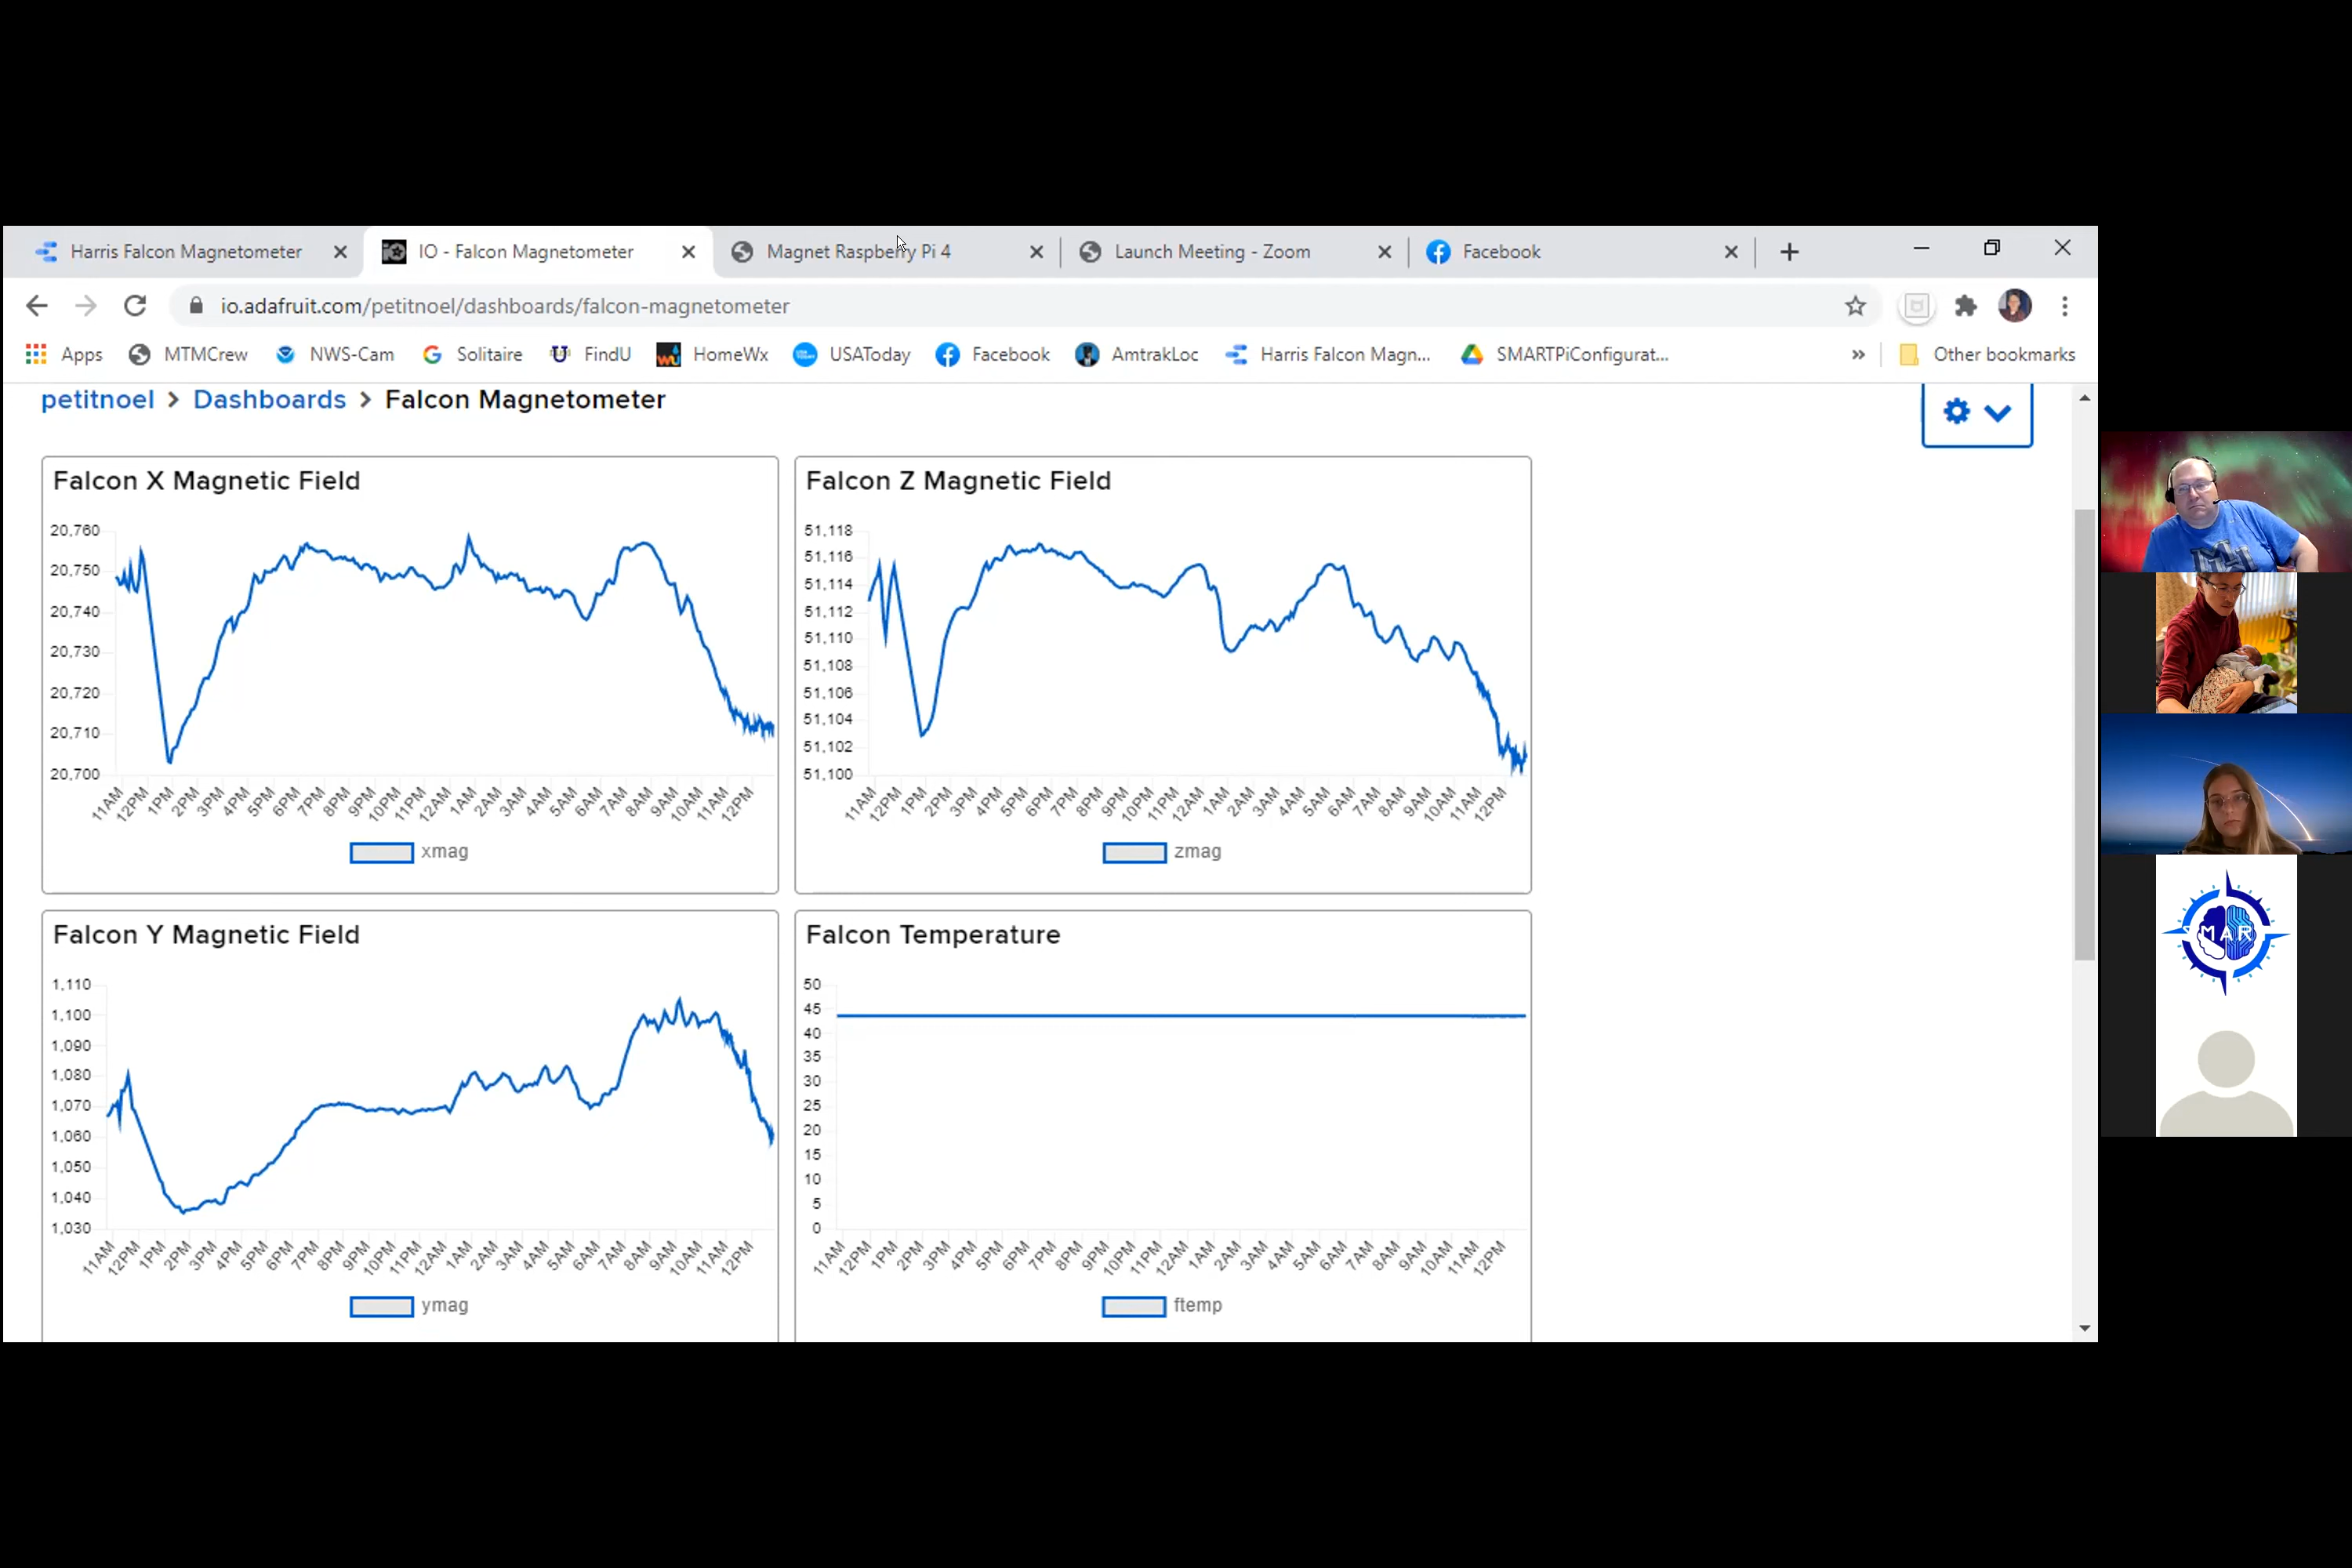 Harris Falcon Magnetometer
IO - Falcon Magnetometer
Magnet Raspberry Pi 4
Launch Meeting - Zoom
Facebook
io.adafruit.com/petitnoel/dashboards/falcon-magnetometer
Apps MTMCrew NWS-Cam Solitaire FindU HomeWx USAToday Facebook AmtrakLoc Harris Falcon Magn... SMARTPiConfigurat... » Other bookmarks
petitnoel > Dashboards > Falcon Magnetometer
Falcon X Magnetic Field
20,760
20,750
20,740
20,730
20,720
20,710
20,700
11AM 12PM 1PM 2PM 3PM 4PM 5PM 6PM 7PM 8PM 9PM 10PM 11PM 12AM 1AM 2AM 3AM 4AM 5AM 6AM 7AM 8AM 9AM 10AM 11AM 12PM
xmag
Falcon Z Magnetic Field
51,118
51,116
51,114
51,112
51,110
51,108
51,106
51,104
51,102
51,100
11AM 12PM 1PM 2PM 3PM 4PM 5PM 6PM 7PM 8PM 9PM 10PM 11PM 12AM 1AM 2AM 3AM 4AM 5AM 6AM 7AM 8AM 9AM 10AM 11AM 12PM
zmag
Falcon Y Magnetic Field
1,110
1,100
1,090
1,080
1,070
1,060
1,050
1,040
1,030
11AM 12PM 1PM 2PM 3PM 4PM 5PM 6PM 7PM 8PM 9PM 10PM 11PM 12AM 1AM 2AM 3AM 4AM 5AM 6AM 7AM 8AM 9AM 10AM 11AM 12PM
ymag
Falcon Temperature
50
45
40
35
30
25
20
15
10
5
0
11AM 12PM 1PM 2PM 3PM 4PM 5PM 6PM 7PM 8PM 9PM 10PM 11PM 12AM 1AM 2AM 3AM 4AM 5AM 6AM 7AM 8AM 9AM 10AM 11AM 12PM
ftemp